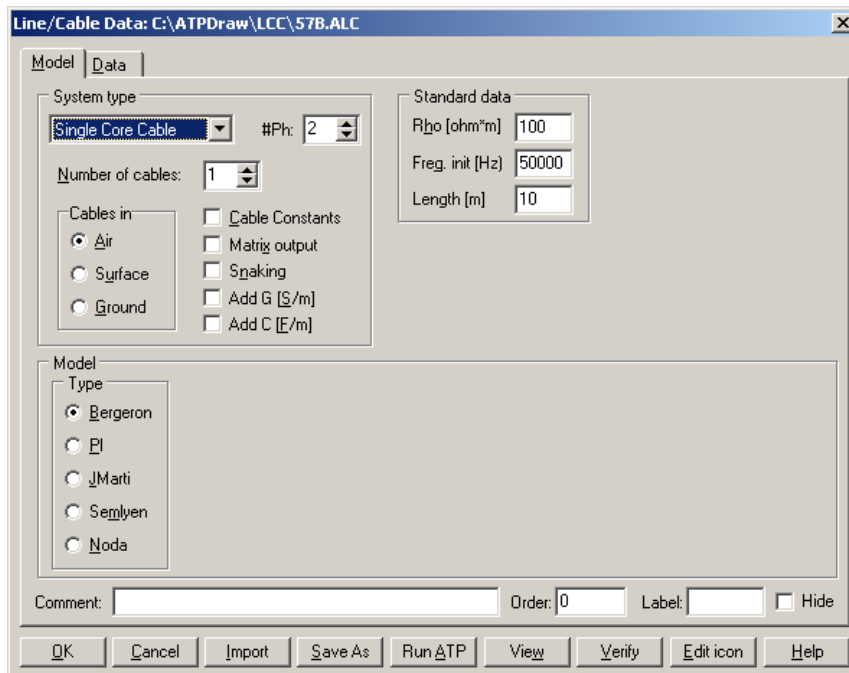 Line/Cable Data: C:\ATPDraw\LCC\57B.ALC
Model Data
System type
Single Core Cable #Ph: 2
Number of cables: 1
Cables in
Air
Surface
Ground
Cable Constants
Matrix output
Snaking
Add G [S/m]
Add C [F/m]
Standard data
Rho [ohm*m] 100
Freq. init [Hz] 50000
Length [m] 10
Model
Type
Bergeron
PI
JMarti
Semlyen
Noda
Comment: Order: 0 Label: Hide
OK Cancel Import Save As Run ATP View Verify Edit icon Help